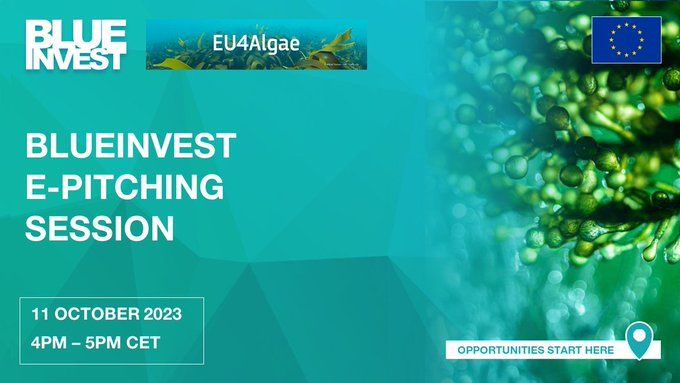 BLUE
INVEST
EU4Algae
BLUEINVEST
E-PITCHING
SESSION
11 OCTOBER 2023
4PM – 5PM CET
OPPORTUNITIES START HERE